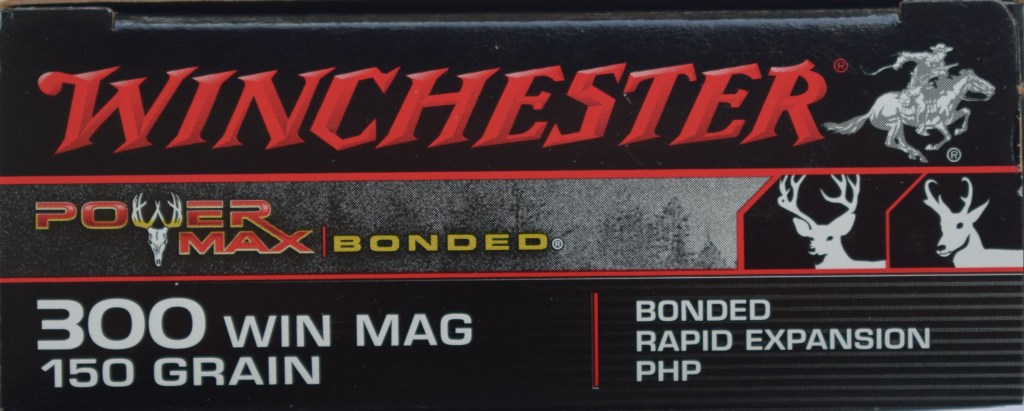 WINCHESTER®
®
POWER
MAX | BONDED®
300 WIN MAG
150 GRAIN
BONDED
RAPID EXPANSION
PHP